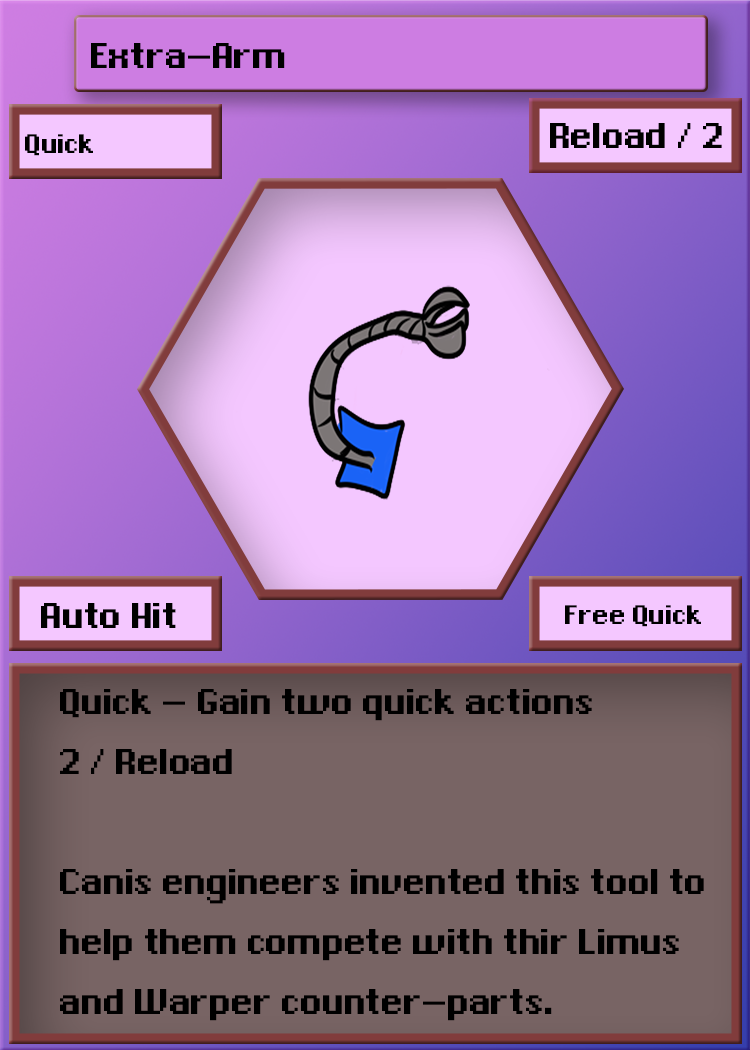 Extra-Arm
Quick
Reload / 2
Auto Hit
Free Quick
Quick - Gain two quick actions
2 / Reload
Canis engineers invented this tool to
help them compete with thir Limus
and Warper counter-parts.